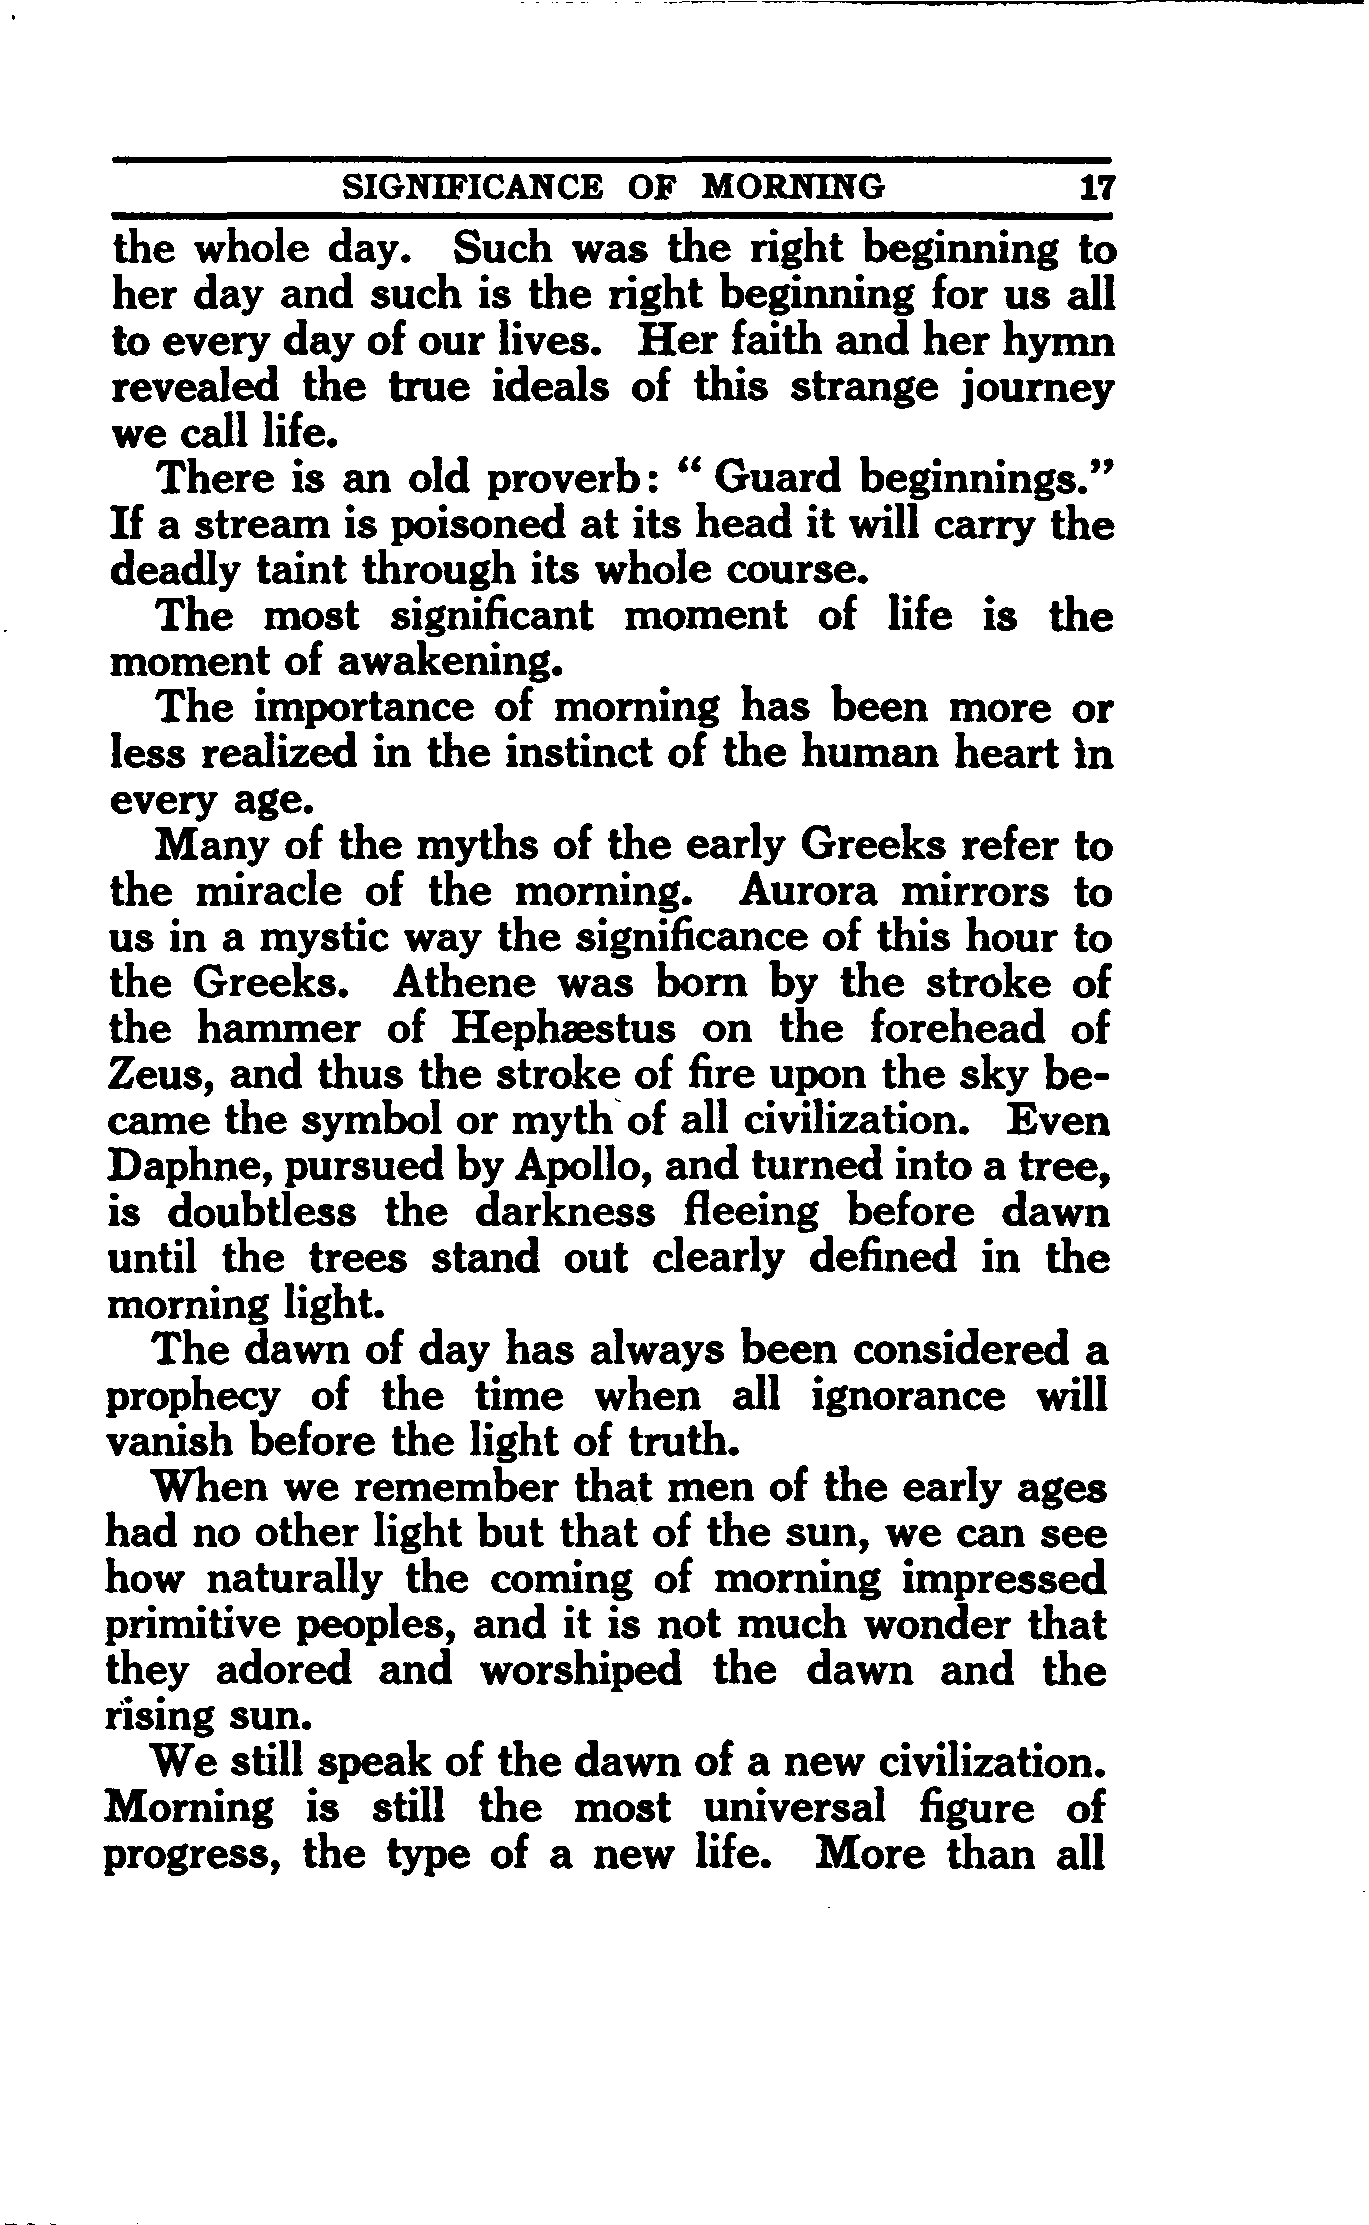 SIGNIFICANCE OF MORNING 17
the whole day. Such was the right beginning to
her day and such is the right beginning for us all
to every day of our lives. Her faith and her hymn
revealed the true ideals of this strange journey
we call life.
There is an old proverb: “ Guard beginnings.”
If a stream is poisoned at its head it will carry the
deadly taint through its whole course.
The most significant moment of life is the
moment of awakening.
The importance of morning has been more or
less realized in the instinct of the human heart in
every age.
Many of the myths of the early Greeks refer to
the miracle of the morning. Aurora mirrors to
us in a mystic way the significance of this hour to
the Greeks. Athene was born by the stroke of
the hammer of Hephæstus on the forehead of
Zeus, and thus the stroke of fire upon the sky be-
came the symbol or myth of all civilization. Even
Daphne, pursued by Apollo, and turned into a tree,
is doubtless the darkness fleeing before dawn
until the trees stand out clearly defined in the
morning light.
The dawn of day has always been considered a
prophecy of the time when all ignorance will
vanish before the light of truth.
When we remember that men of the early ages
had no other light but that of the sun, we can see
how naturally the coming of morning impressed
primitive peoples, and it is not much wonder that
they adored and worshiped the dawn and the
rising sun.
We still speak of the dawn of a new civilization.
Morning is still the most universal figure of
progress, the type of a new life. More than all